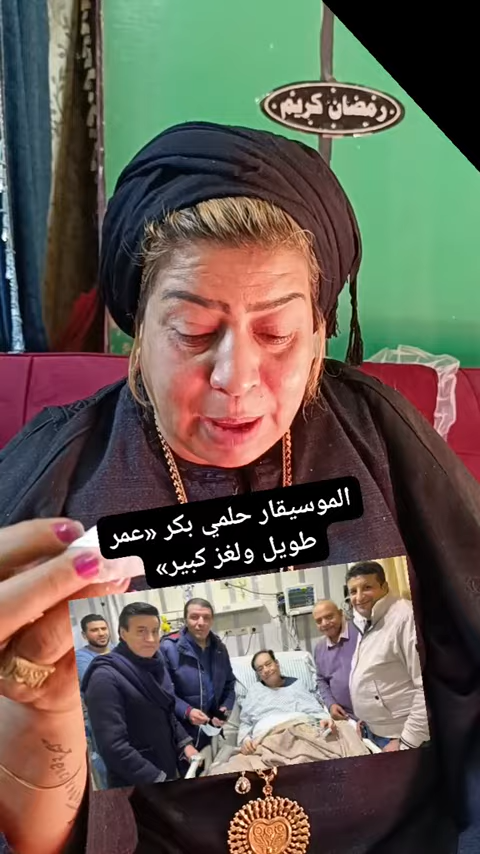 رمضان كريم
الموسيقار حلمي بكر «عمر
طويل ولغز كبير»